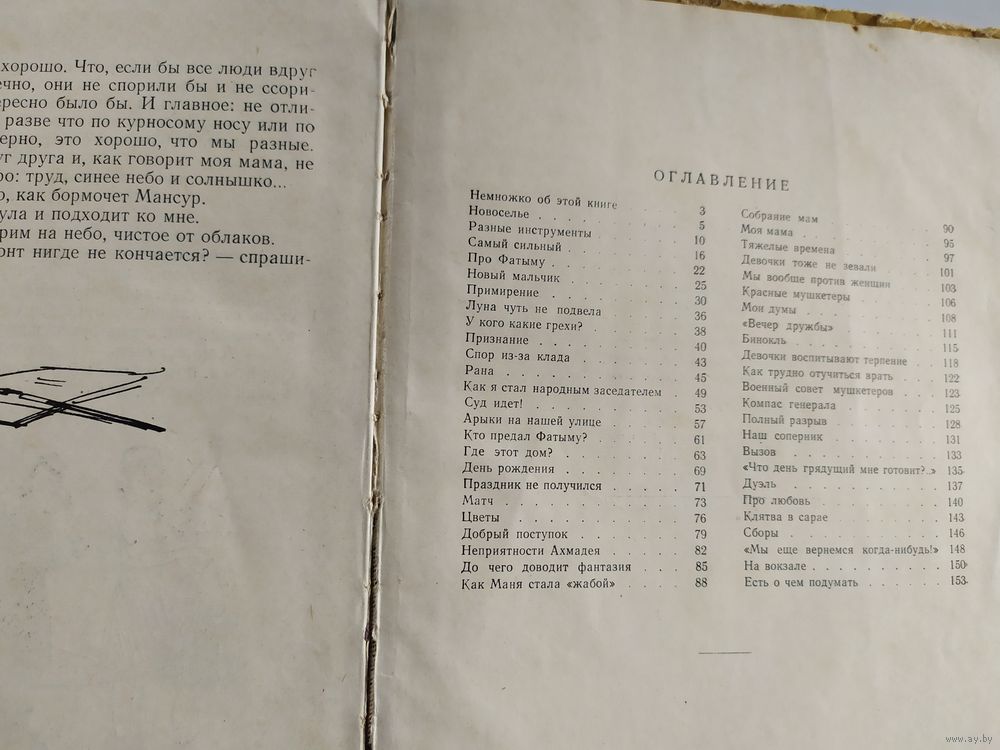 хорошо. Что, если бы все люди вдруг
чно, они не спорили бы и не ссори-
ресно было бы. И главное: не отли-
разве что по курносому носу или по
ерно, это хорошо, что мы разные.
г друга и, как говорит моя мама, не
ро: труд, синее небо и солнышко...
о, как бормочет Мансур.
ула и подходит ко мне.
рим на небо, чистое от облаков.
онт нигде не кончается? — спраши-
ОГЛАВЛЕНИЕ
Немножко об этой книге 3
Новоселье 5
Разные инструменты 10
Самый сильный 16
Про Фатыму 22
Новый мальчик 25
Примирение 30
Луна чуть не подвела 36
У кого какие грехи? 38
Признание 40
Спор из-за клада 43
Рана 45
Как я стал народным заседателем 49
Суд идет! 53
Арыки на нашей улице 57
Кто предал Фатыму? 61
Где этот дом? 63
День рождения 69
Праздник не получился 71
Матч 73
Цветы 76
Добрый поступок 79
Неприятности Ахмадея 82
До чего доводит фантазия 85
Как Маня стала «жабой» 88
Собрание мам 90
Моя мама 95
Тяжелые времена 97
Девочки тоже не зевали 101
Мы вообще против женщин 103
Красные мушкетеры 106
Мои думы 108
«Вечер дружбы» 111
Бинокль 115
Девочки воспитывают терпение 118
Как трудно отучиться врать 122
Военный совет мушкетеров 123
Компас генерала 125
Полный разрыв 128
Наш соперник 131
Вызов 133
«Что день грядущий мне готовит?..» 135
Дуэль 137
Про любовь 140
Клятва в сарае 143
Сборы 146
«Мы еще вернемся когда-нибудь!» 148
На вокзале 150
Есть о чем подумать 153
www.ay.by